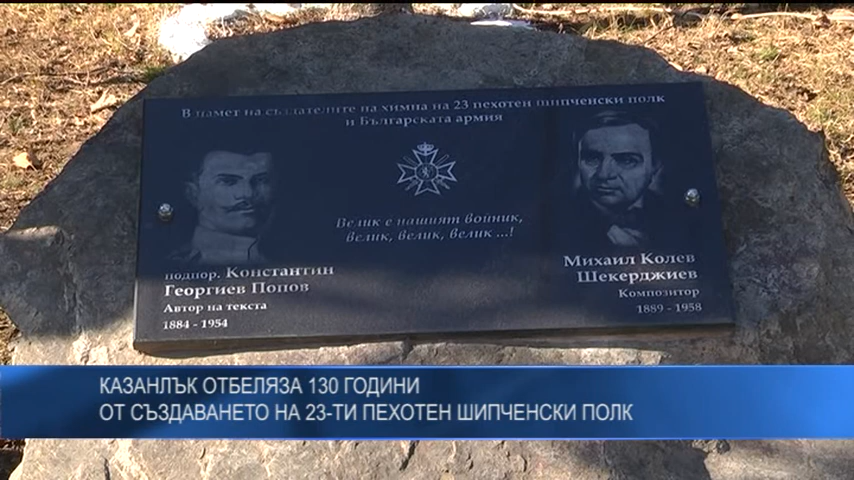 В памет на създателите на химна на 23 пехотен шипченски полк
и Българската армия
Велик е нашият войник,
велик, велик, велик ...!
подпор. Константин
Георгиев Попов
Автор на текста
1884 - 1954
Михаил Колев
Шекерджиев
Композитор
1889 - 1958
КАЗАНЛЪК ОТБЕЛЯЗА 130 ГОДИНИ
ОТ СЪЗДАВАНЕТО НА 23-ТИ ПЕХОТЕН ШИПЧЕНСКИ ПОЛК